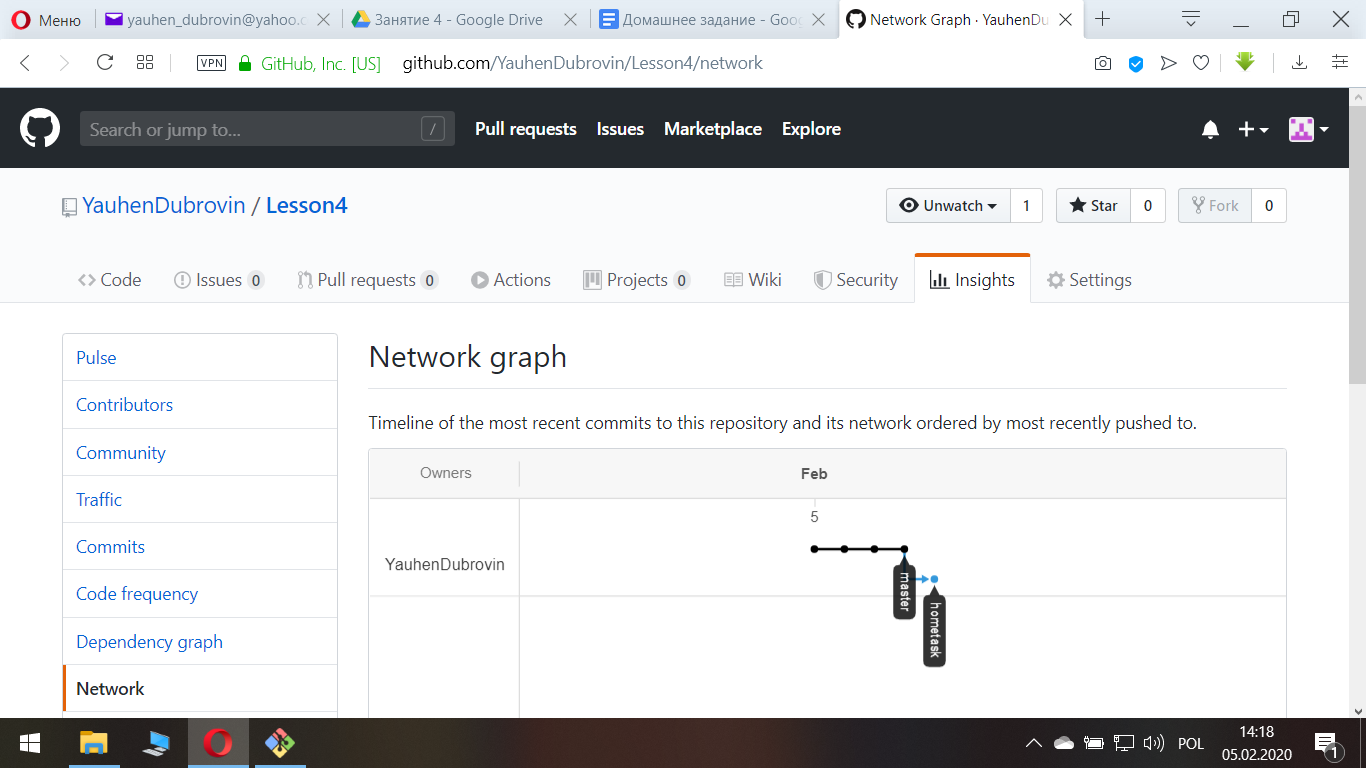 Меню
yauhen_dubrovin@yahoo.c
Занятие 4 - Google Drive
Домашнее задание - Goo
Network Graph · YauhenDu
VPN
GitHub, Inc. [US]
github.com/YauhenDubrovin/Lesson4/network
Search or jump to...
/
Pull requests
Issues
Marketplace
Explore
YauhenDubrovin / Lesson4
Unwatch 1
Star 0
Fork 0
Code
Issues 0
Pull requests 0
Actions
Projects 0
Wiki
Security
Insights
Settings
Pulse
Contributors
Community
Traffic
Commits
Code frequency
Dependency graph
Network
Network graph
Timeline of the most recent commits to this repository and its network ordered by most recently pushed to.
Owners
Feb
5
YauhenDubrovin
master
hometask
POL
14:18
05.02.2020
1